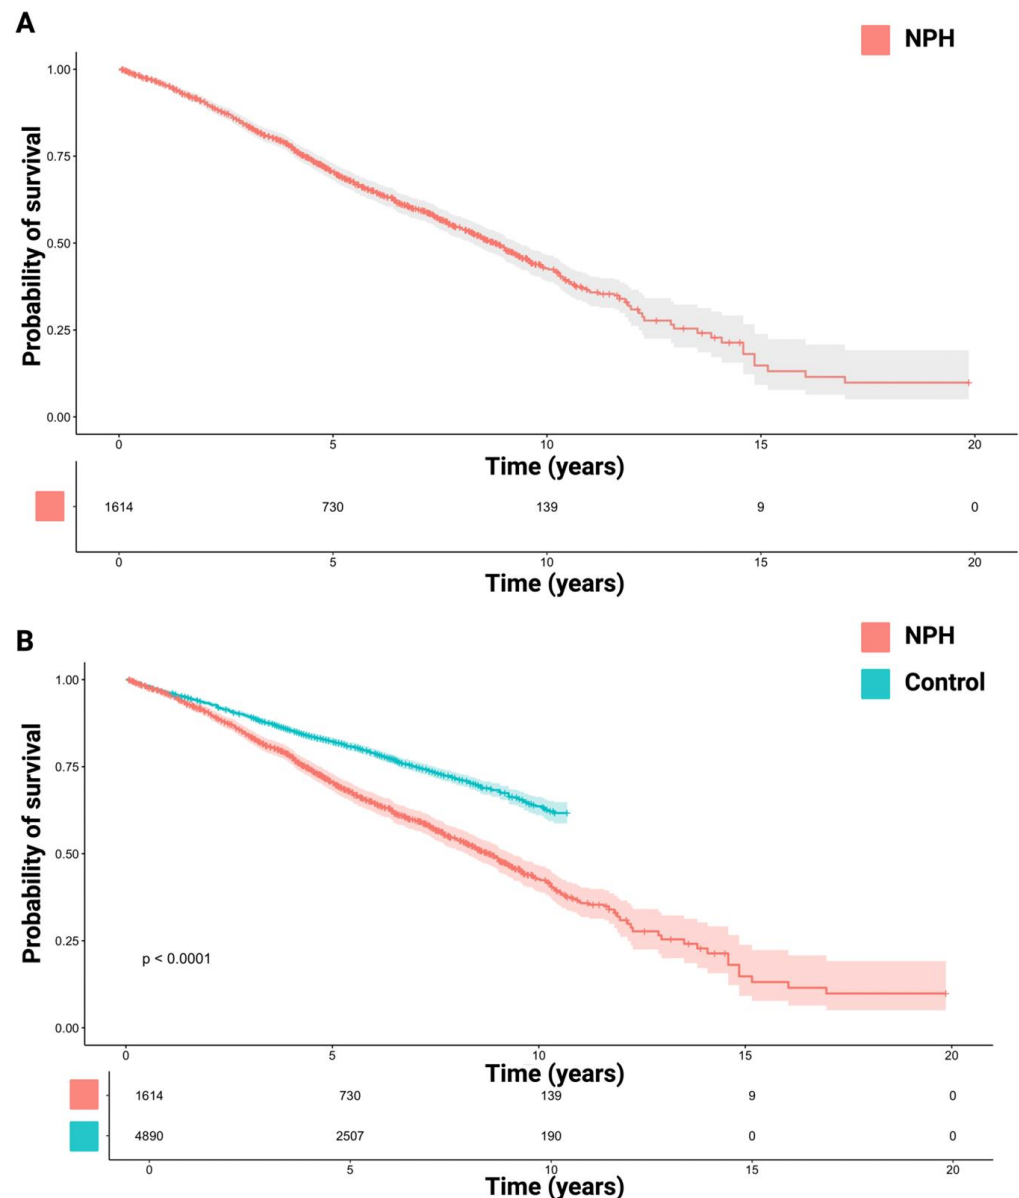 A
NPH
Probability of survival
1.00
0.75
0.50
0.25
0.00
0 5 10 15 20
Time (years)
1614 730 139 9 0
0 5 10 15 20
Time (years)
B
NPH
Control
Probability of survival
1.00
0.75
0.50
0.25
0.00
p < 0.0001
0 5 10 15 20
Time (years)
1614 730 139 9 0
4890 2507 190 0 0
0 5 10 15 20
Time (years)